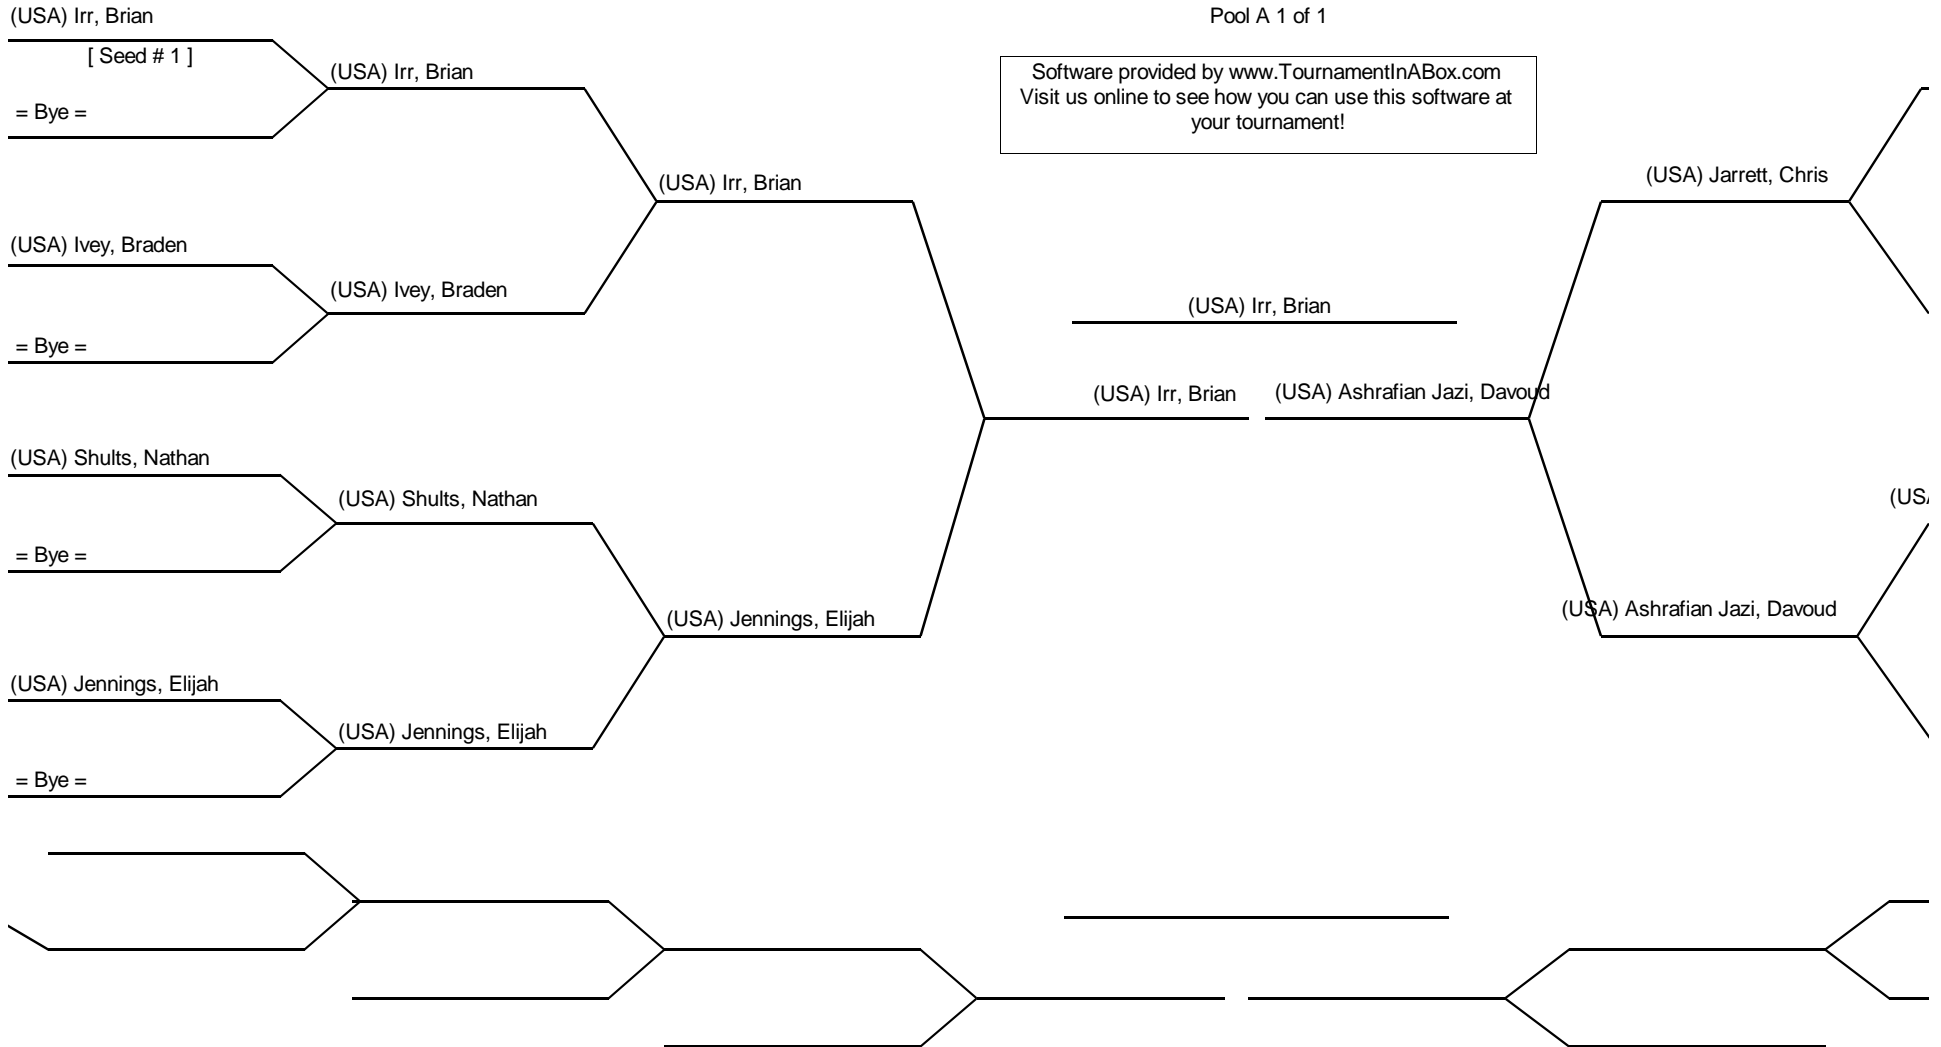 (USA) Irr, Brian
Pool A 1 of 1
[ Seed # 1 ]
(USA) Irr, Brian
Software provided by www.TournamentInABox.com
Visit us online to see how you can use this software at
your tournament!
= Bye =
(USA) Irr, Brian
(USA) Jarrett, Chris
(USA) Ivey, Braden
(USA) Ivey, Braden
(USA) Irr, Brian
= Bye =
(USA) Irr, Brian
(USA) Ashrafian Jazi, Davoud
(USA) Shults, Nathan
(USA) Shults, Nathan
= Bye =
(USA) Jennings, Elijah
(USA) Ashrafian Jazi, Davoud
(USA) Jennings, Elijah
(USA) Jennings, Elijah
= Bye =